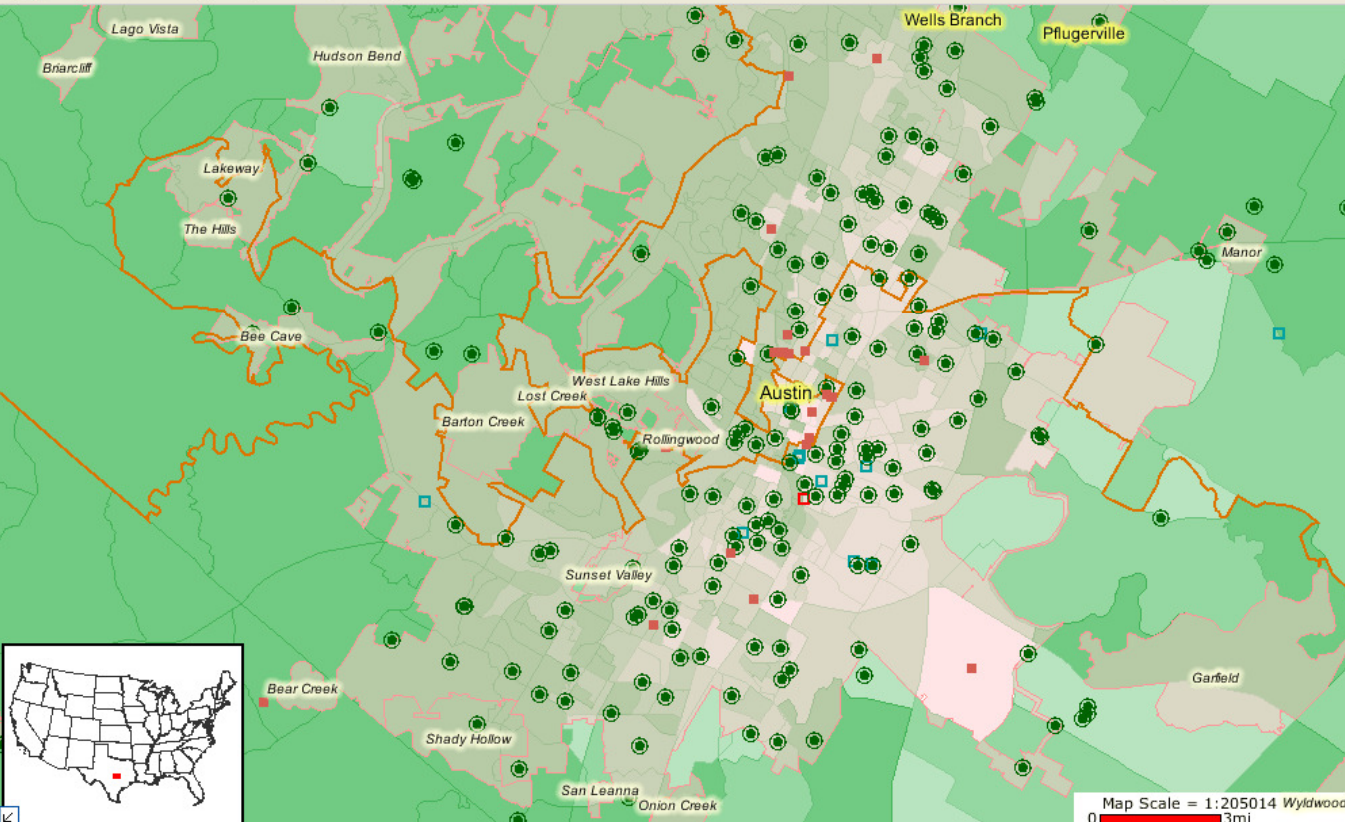 Wells Branch
Lago Vista
Pflugerville
Hudson Bend
Briarcliff
Lakeway
The Hills
Manor
Bee Cave
West Lake Hills
Lost Creek
Austin
Barton Creek
Rollingwood
Sunset Valley
Garfield
Bear Creek
Shady Hollow
San Leanna
Onion Creek
Map Scale = 1:205014 Wyldwood
0 3mi